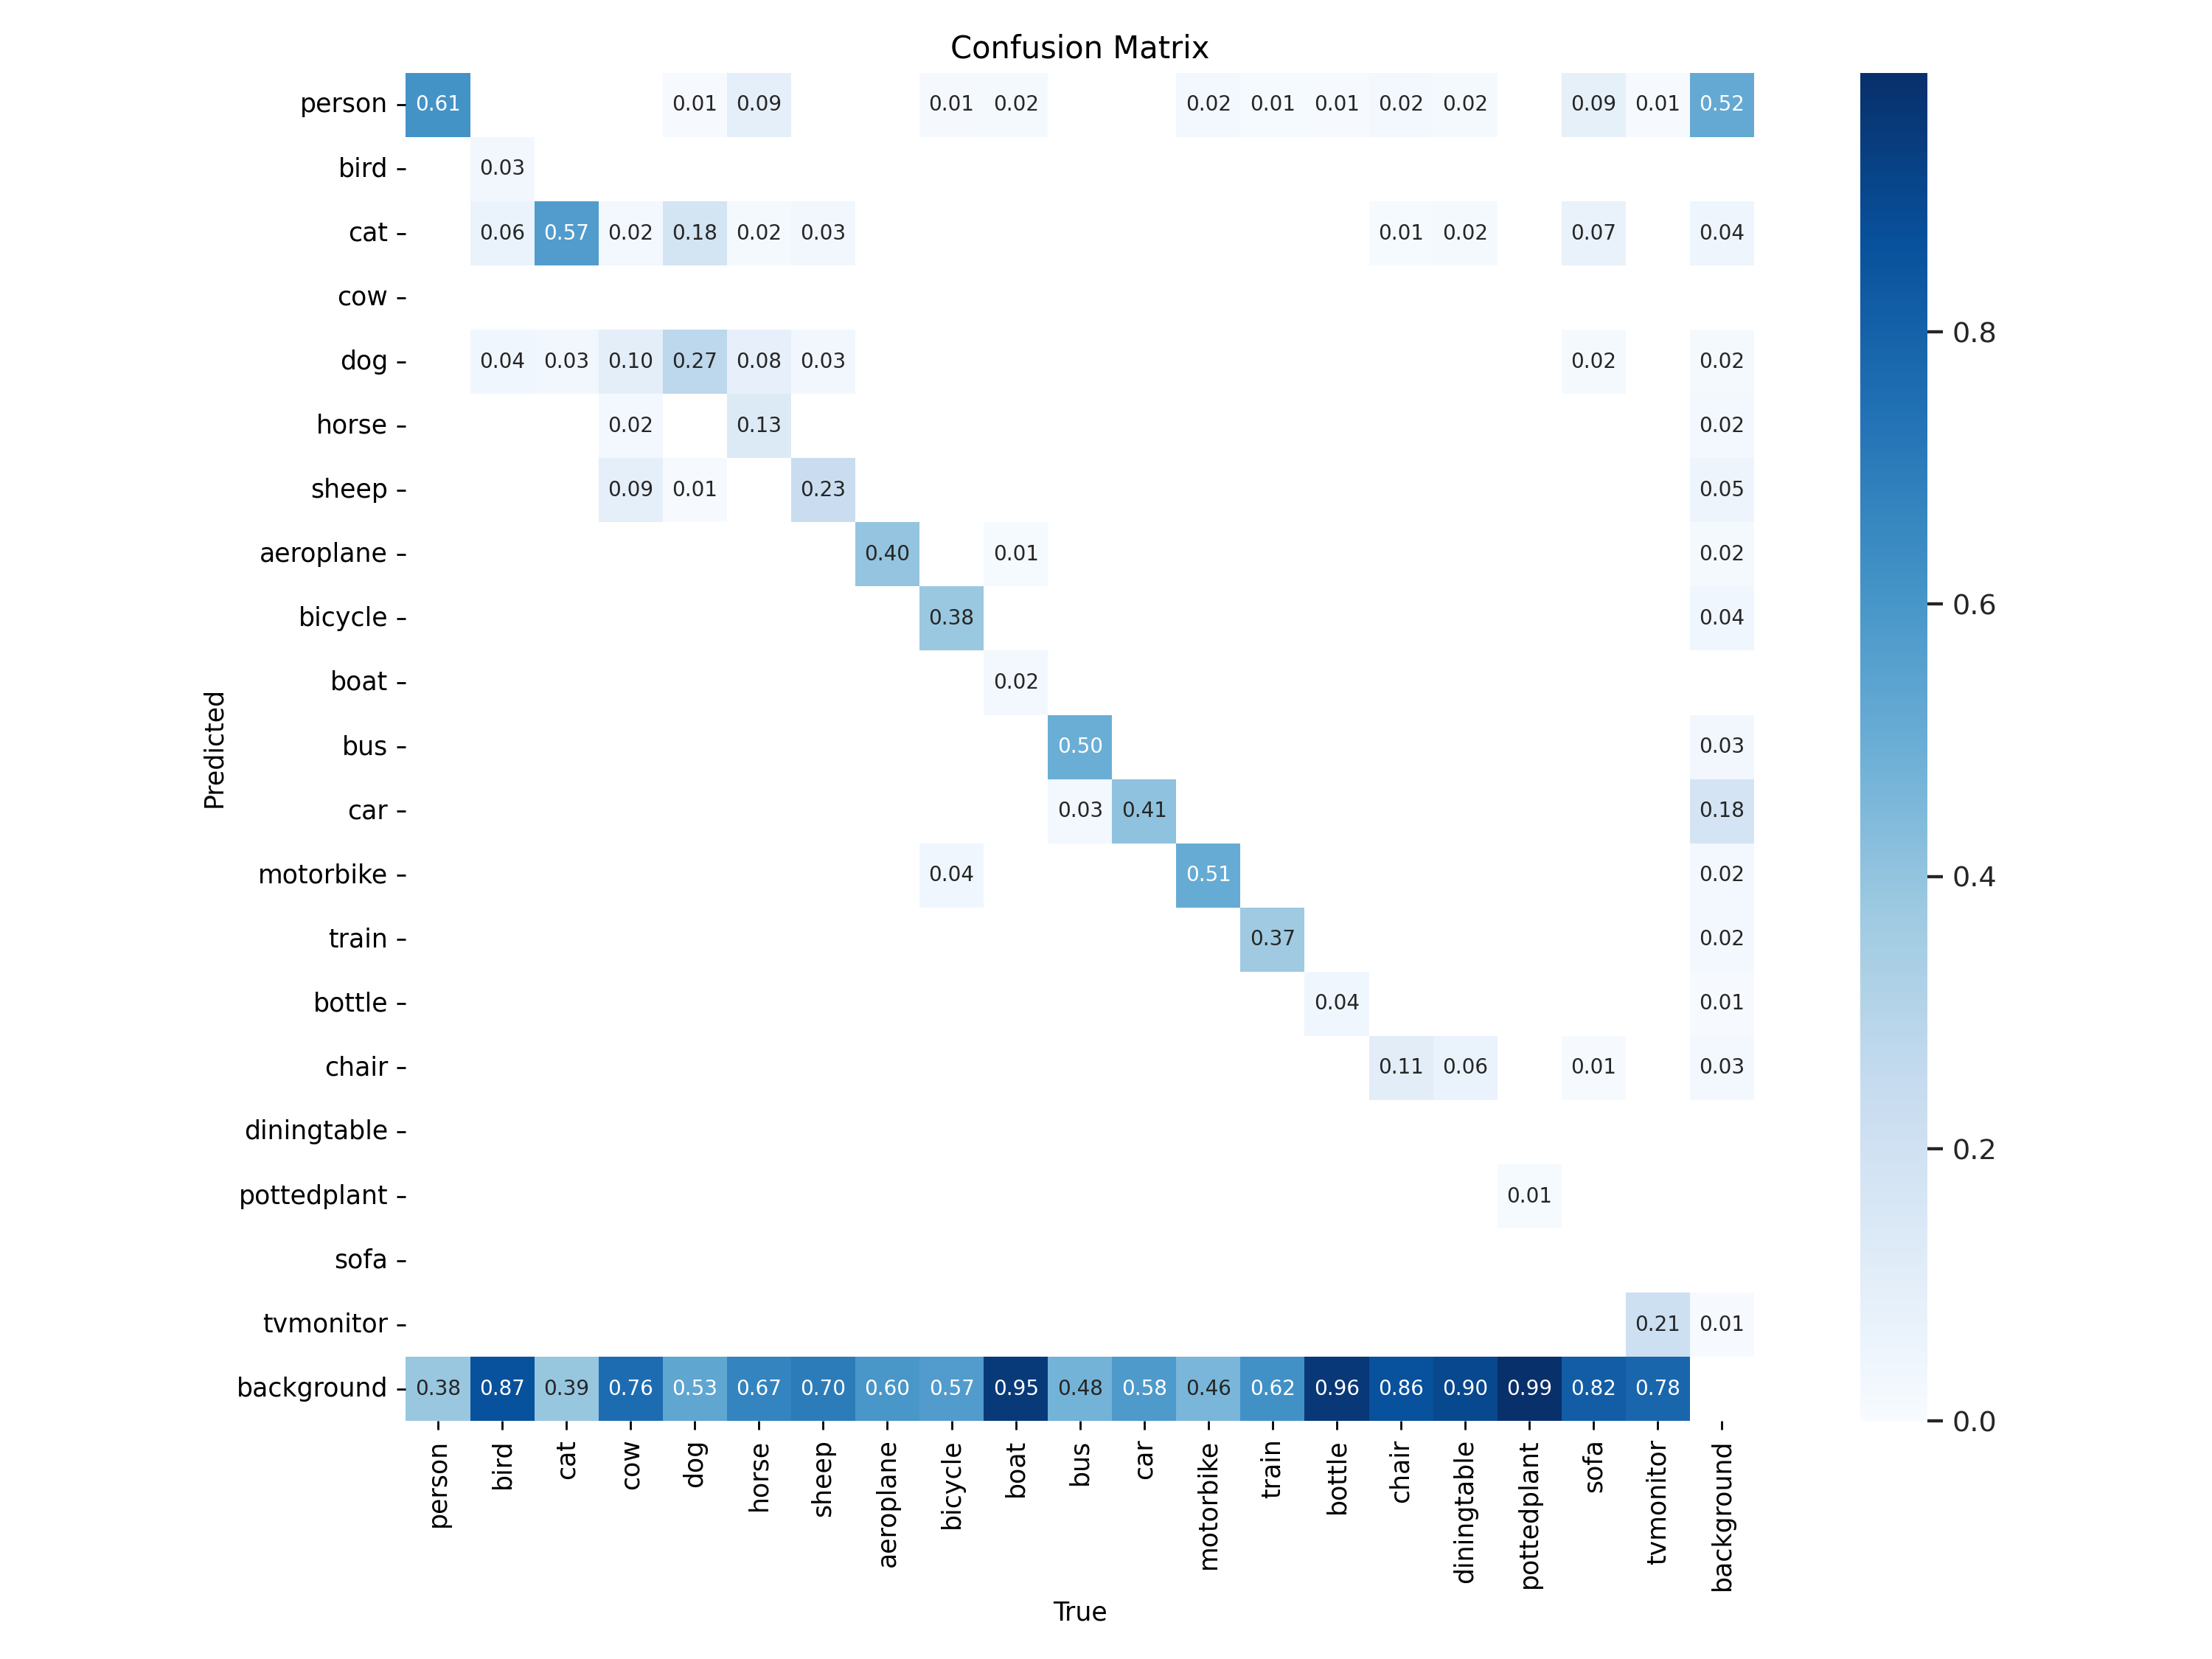 Confusion Matrix
person 0.61 0.01 0.09 0.01 0.02 0.02 0.01 0.01 0.02 0.02 0.09 0.01 0.52
bird 0.03
cat 0.06 0.57 0.02 0.18 0.02 0.03 0.01 0.02 0.07 0.04
cow
dog 0.04 0.03 0.10 0.27 0.08 0.03 0.02 0.02
horse 0.02 0.13 0.02
sheep 0.09 0.01 0.23 0.05
aeroplane 0.40 0.01 0.02
bicycle 0.38 0.04
boat 0.02
bus 0.50 0.03
car 0.03 0.41 0.18
motorbike 0.04 0.51 0.02
train 0.37 0.02
bottle 0.04 0.01
chair 0.11 0.06 0.01 0.03
diningtable
pottedplant 0.01
sofa
tvmonitor 0.21 0.01
background 0.38 0.87 0.39 0.76 0.53 0.67 0.70 0.60 0.57 0.95 0.48 0.58 0.46 0.62 0.96 0.86 0.90 0.99 0.82 0.78
person bird cat cow dog horse sheep aeroplane bicycle boat bus car motorbike train bottle chair diningtable pottedplant sofa tvmonitor background
True
Predicted
0.8
0.6
0.4
0.2
0.0